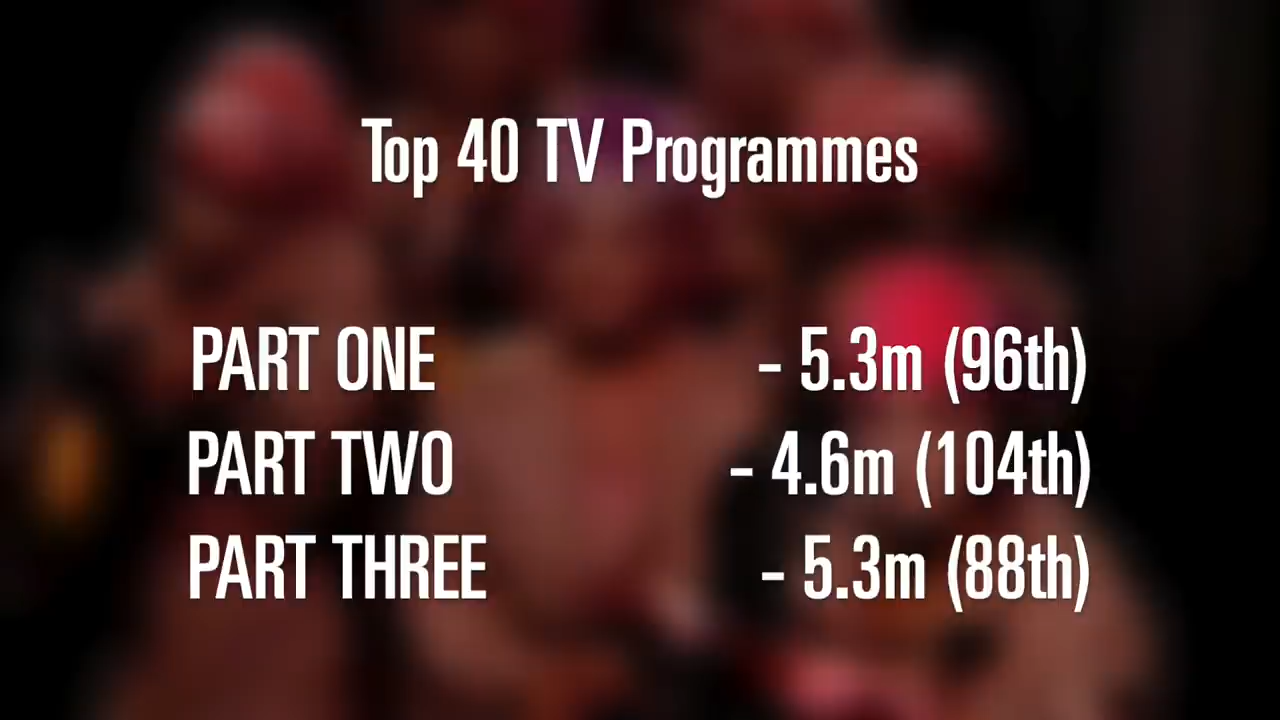 Top 40 TV Programmes
PART ONE - 5.3m (96th)
PART TWO - 4.6m (104th)
PART THREE - 5.3m (88th)